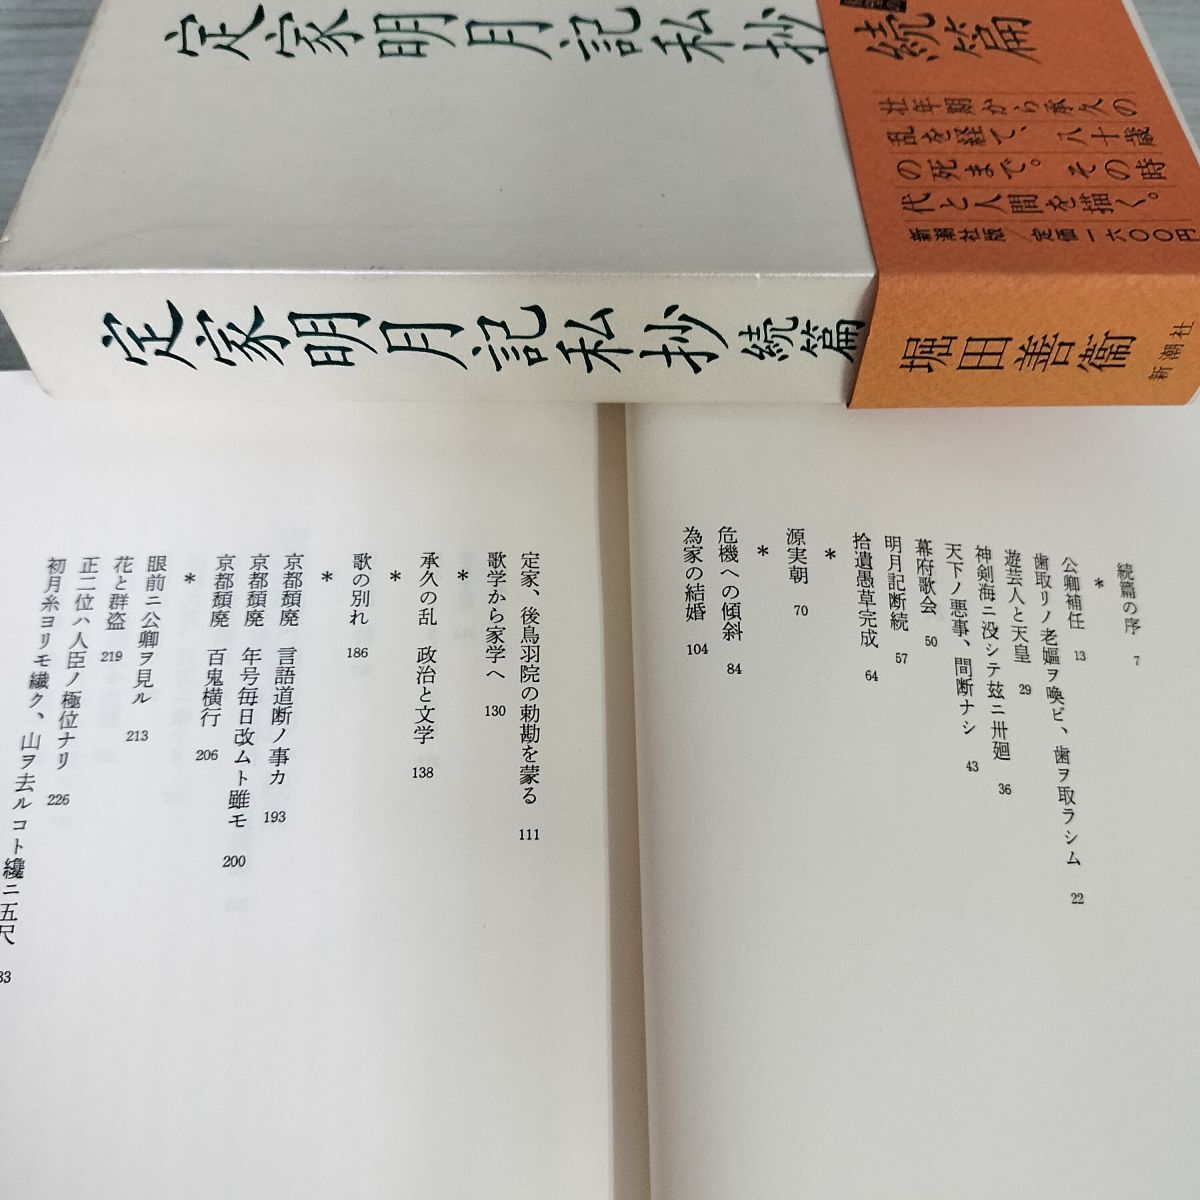 定家明月記私抄
続篇
壮年期から承久の
乱を経て、八十歳
の死まで。その時
代と人間を描く。
新潮社版/定価一六〇〇円
定家明月記私抄 続篇
堀田善衞
新潮社
続篇の序 7
*
公卿補任 13
歯取リノ老嫗ヲ喚ビ、歯ヲ取ラシム 22
遊芸人と天皇 29
神剣海ニ没シテ玆ニ卅廻 36
天下ノ悪事、間断ナシ 43
幕府歌会 50
明月記断続 57
拾遺愚草完成 64
*
源実朝 70
*
危機への傾斜 84
為家の結婚 104
定家、後鳥羽院の勅勘を蒙る 111
歌学から家学へ 130
*
承久の乱 政治と文学 138
*
歌の別れ 186
*
京都頽廃 言語道断ノ事カ 193
京都頽廃 年号毎日改ムト雖モ 200
京都頽廃 百鬼横行 206
*
眼前ニ公卿ヲ見ル 213
花と群盗 219
正二位ハ人臣ノ極位ナリ 226
初月糸ヨリモ繊ク、山ヲ去ルコト纔ニ五尺